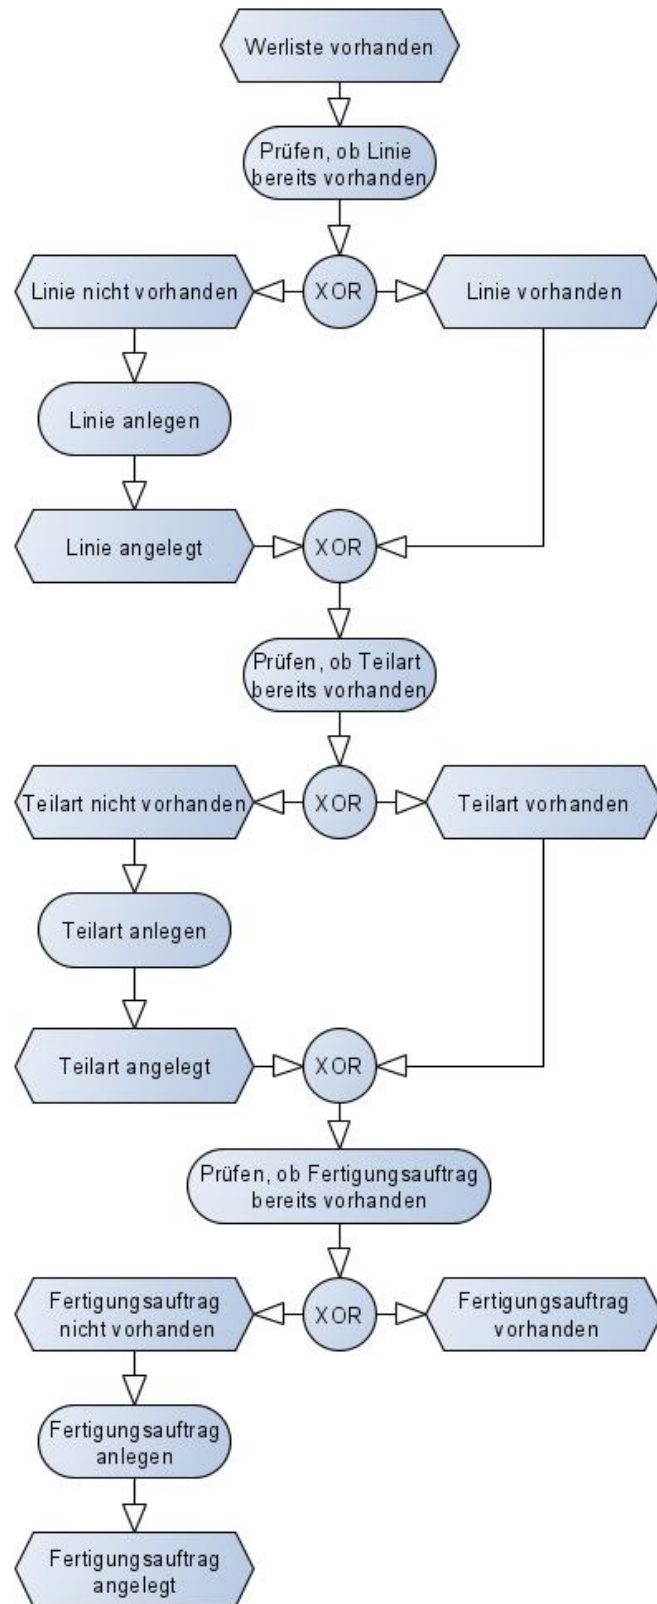 Werliste vorhanden
Prüfen, ob Linie
bereits vorhanden
Linie nicht vorhanden
XOR
Linie vorhanden
Linie anlegen
Linie angelegt
XOR
Prüfen, ob Teilart
bereits vorhanden
Teilart nicht vorhanden
XOR
Teilart vorhanden
Teilart anlegen
Teilart angelegt
XOR
Prüfen, ob Fertigungsauftrag
bereits vorhanden
Fertigungsauftrag
nicht vorhanden
XOR
Fertigungsauftrag
vorhanden
Fertigungsauftrag
anlegen
Fertigungsauftrag
angelegt